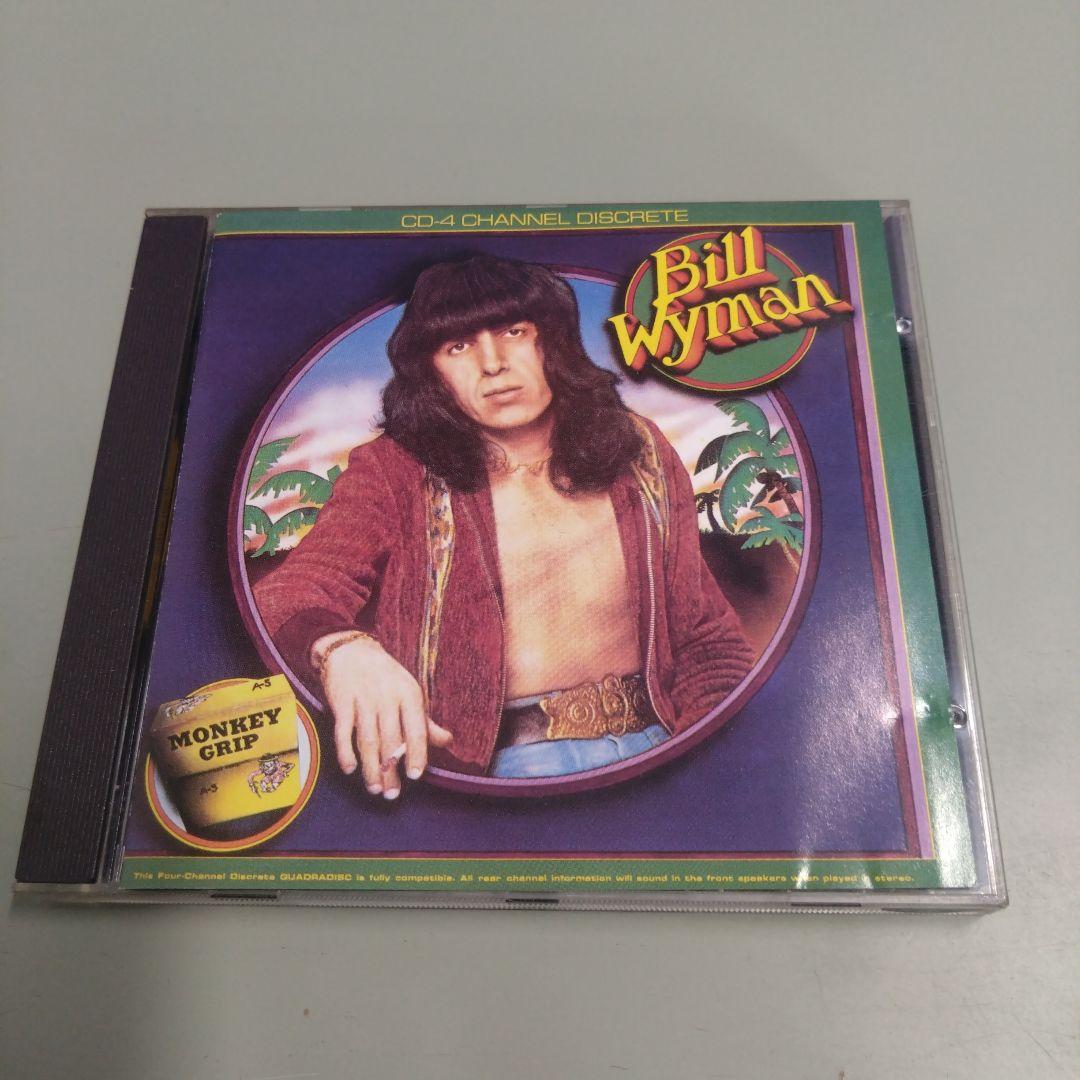 CD-4 CHANNEL DISCRETE
Bill
Wyman
A-5
MONKEY
GRIP
A-5
This Four-Channel Discrete QUADRADISC is fully compatible. All rear channel information will sound in the front speakers when played in stereo.